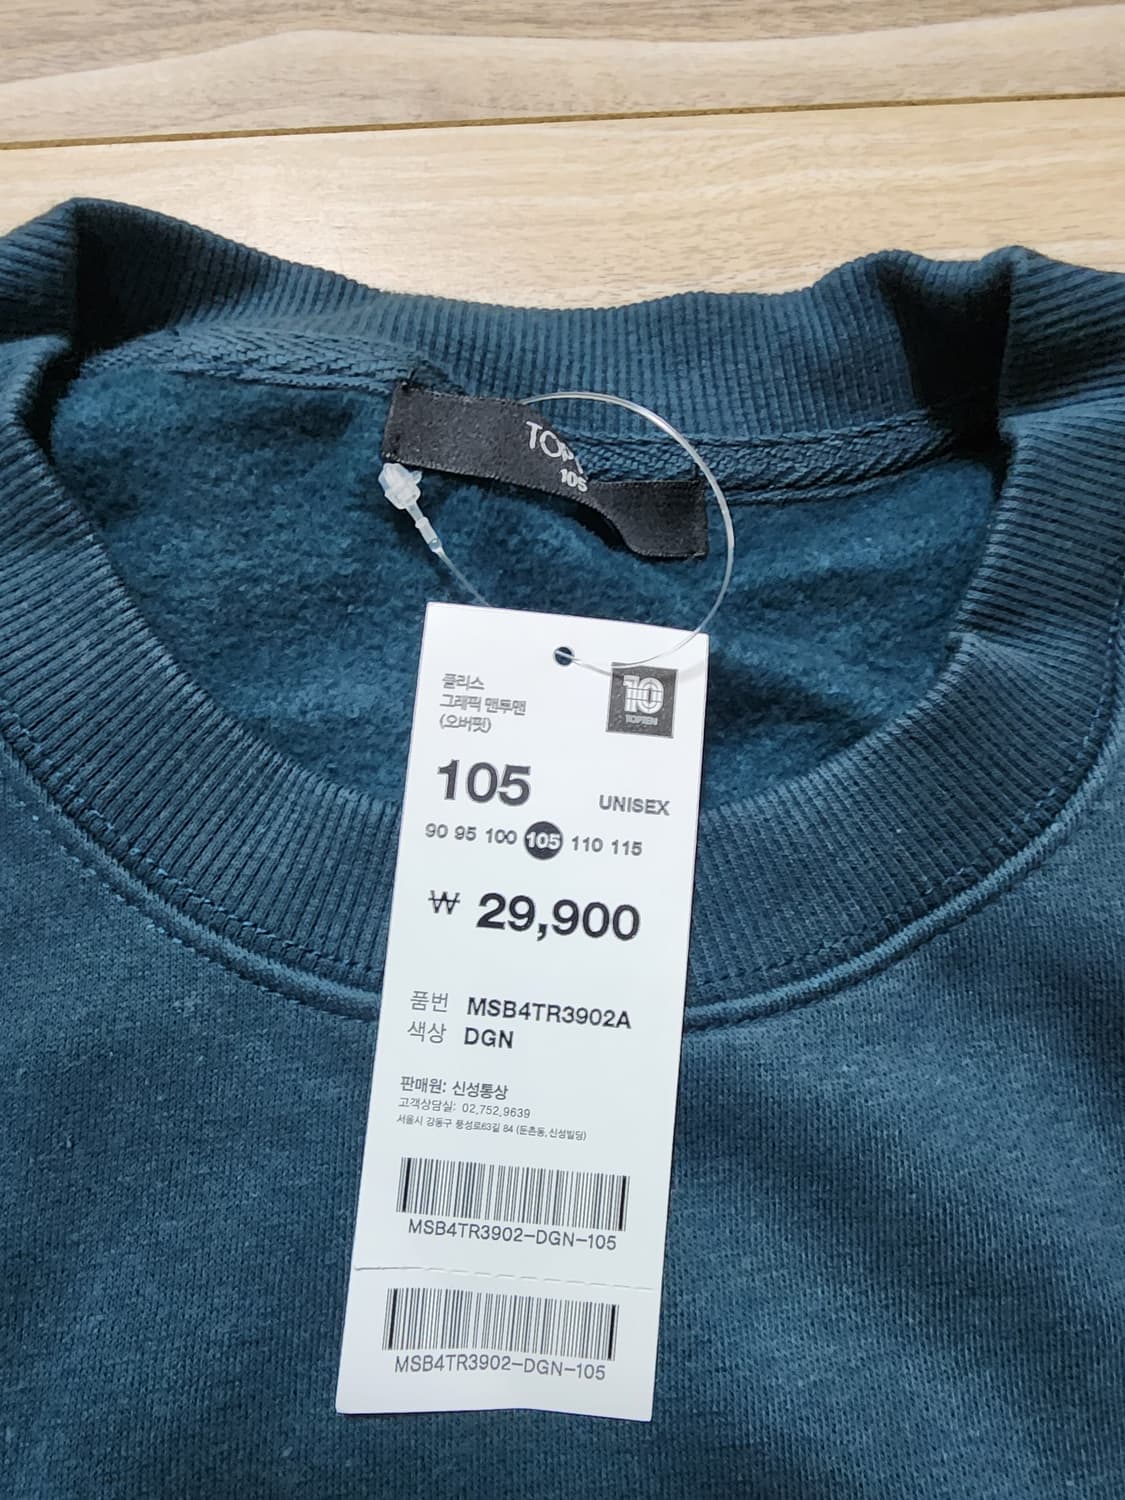 TOP
105
플리스
그래픽 맨투맨
(오버핏)
10
TOPTEN
105
UNISEX
90 95 100 105 110 115
₩ 29,900
품번 MSB4TR3902A
색상 DGN
판매원: 신성통상
고객상담실: 02.752.9639
서울시 강동구 풍성로63길 84 (둔촌동, 신성빌딩)
MSB4TR3902-DGN-105
MSB4TR3902-DGN-105